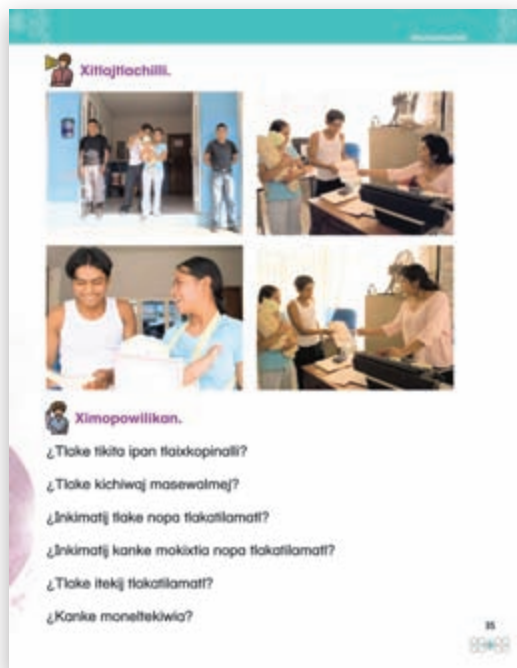 Xitlajtlachilli.
Ximopowilikan.
¿Tlake tikita ipan tlaixkopinalli?
¿Tlake kichiwaj masewalmej?
¿Inkimatij tlake nopa tlakatilamatl?
¿Inkimatij kanke mokixtia nopa tlakatilamatl?
¿Tlake itekij tlakatilamatl?
¿Kanke moneltekiwia?
35